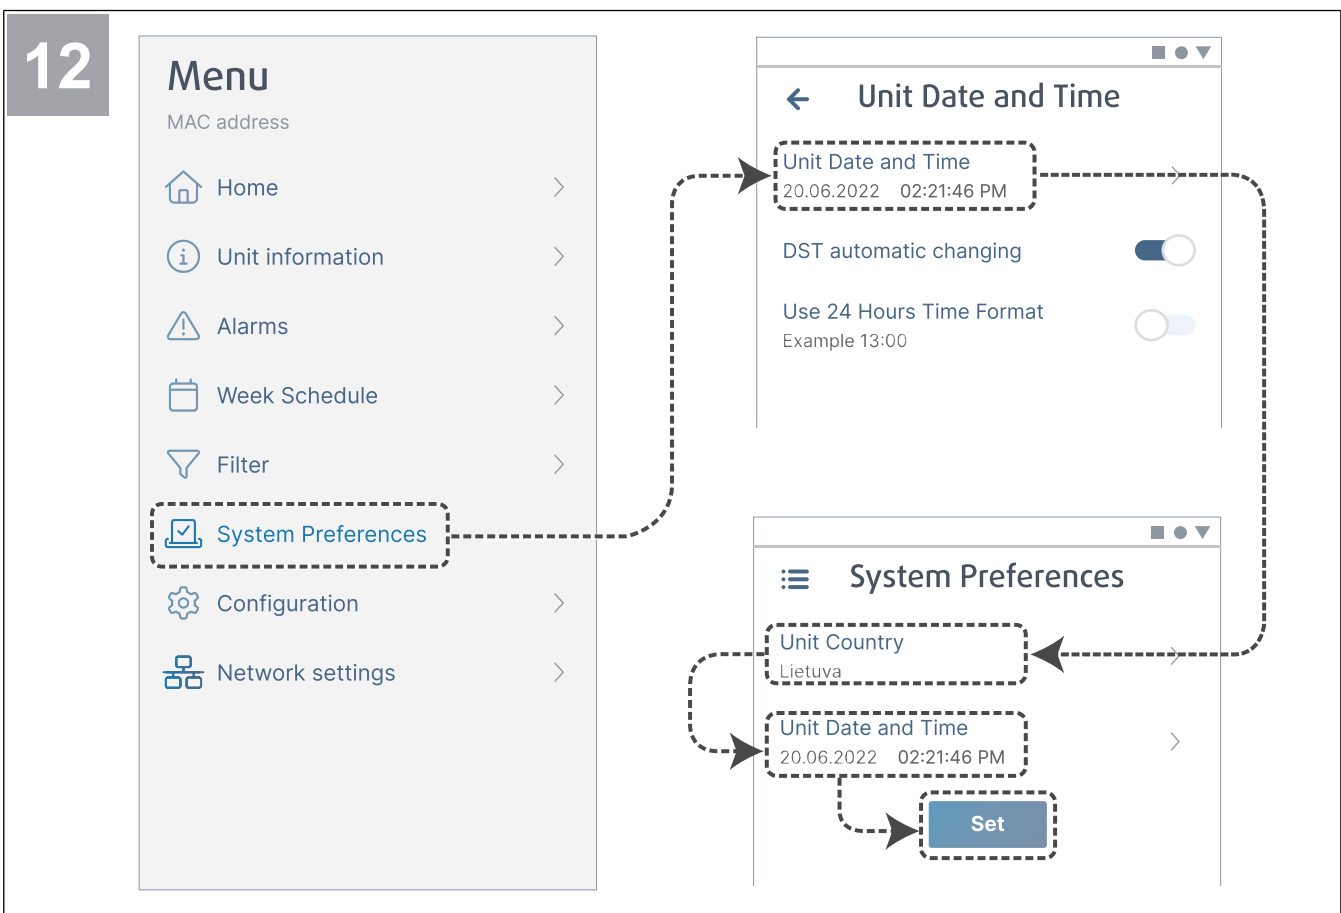 12
Menu
MAC address
Home
Unit information
Alarms
Week Schedule
Filter
System Preferences
Configuration
Network settings
Unit Date and Time
Unit Date and Time
20.06.2022 02:21:46 PM
DST automatic changing
Use 24 Hours Time Format
Example 13:00
System Preferences
Unit Country
Lietuva
Unit Date and Time
20.06.2022 02:21:46 PM
Set